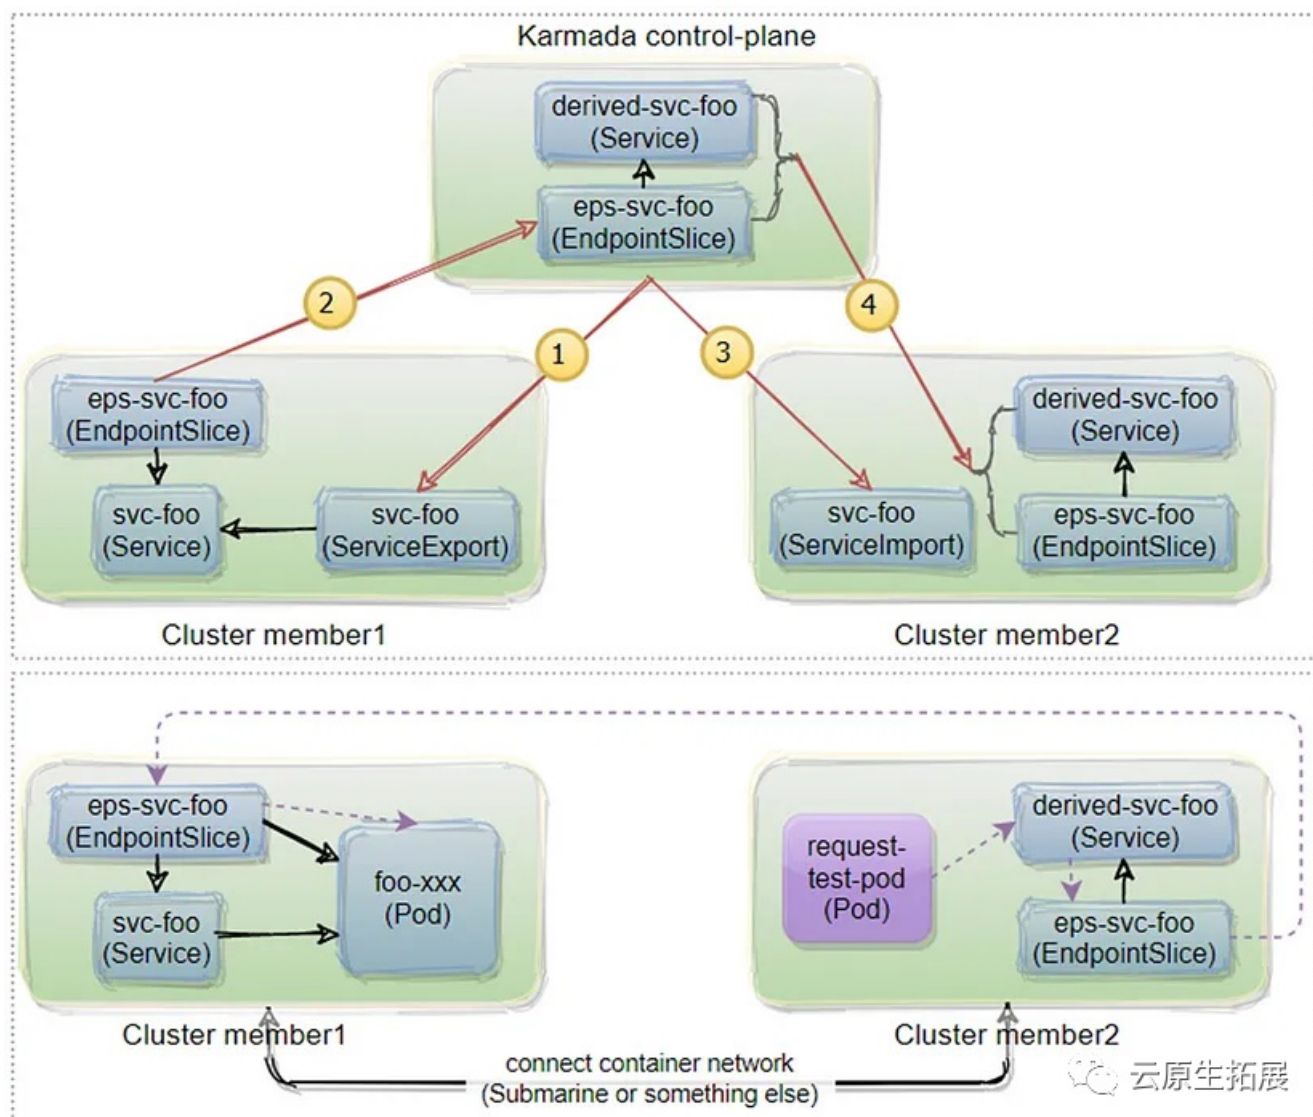 Karmada control-plane
derived-svc-foo
(Service)
eps-svc-foo
(EndpointSlice)
2
4
1
3
eps-svc-foo
(EndpointSlice)
svc-foo
(Service)
svc-foo
(ServiceExport)
Cluster member1
derived-svc-foo
(Service)
svc-foo
(ServiceImport)
eps-svc-foo
(EndpointSlice)
Cluster member2
eps-svc-foo
(EndpointSlice)
foo-xxx
(Pod)
svc-foo
(Service)
Cluster member1
request-
test-pod
(Pod)
derived-svc-foo
(Service)
eps-svc-foo
(EndpointSlice)
Cluster member2
connect container network
(Submarine or something else)
云原生拓展